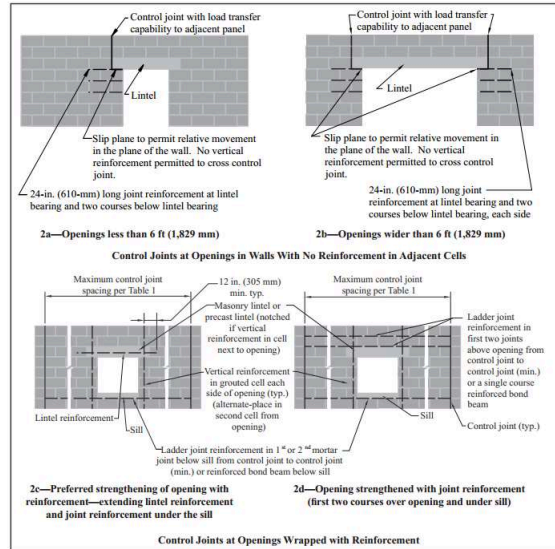 Control joint with load transfer
capability to adjacent panel
Lintel
Slip plane to permit relative movement
in the plane of the wall. No vertical
reinforcement permitted to cross control
joint.
24-in. (610-mm) long joint reinforcement at lintel
bearing and two courses below lintel bearing
2a—Openings less than 6 ft (1,829 mm)
Control joint with load transfer
capability to adjacent panel
Lintel
Slip plane to permit relative movement in
the plane of the wall. No vertical
reinforcement permitted to cross control
joint.
24-in. (610-mm) long joint
reinforcement at lintel bearing and two
courses below lintel bearing, each side
2b—Openings wider than 6 ft (1,829 mm)
Control Joints at Openings in Walls With No Reinforcement in Adjacent Cells
Maximum control joint
spacing per Table 1
12 in. (305 mm)
min. typ.
Masonry lintel or
precast lintel (notched
if vertical
reinforcement in cell
next to opening)
Vertical reinforcement
in grouted cell each
side of opening (typ.)
(alternate-place in
second cell from
opening)
Lintel reinforcement
Sill
Ladder joint reinforcement in 1st or 2nd mortar
joint below sill from control joint to control joint
(min.) or reinforced bond beam below sill
2c—Preferred strengthening of opening with
reinforcement—extending lintel reinforcement
and joint reinforcement under the sill
Maximum control joint
spacing per Table 1
Ladder joint
reinforcement in
first two joints
above opening from
control joint to
control joint (min.)
or a single course
reinforced bond
beam
Sill
Control joint (typ.)
2d—Opening strengthened with joint reinforcement
(first two courses over opening and under sill)
Control Joints at Openings Wrapped with Reinforcement